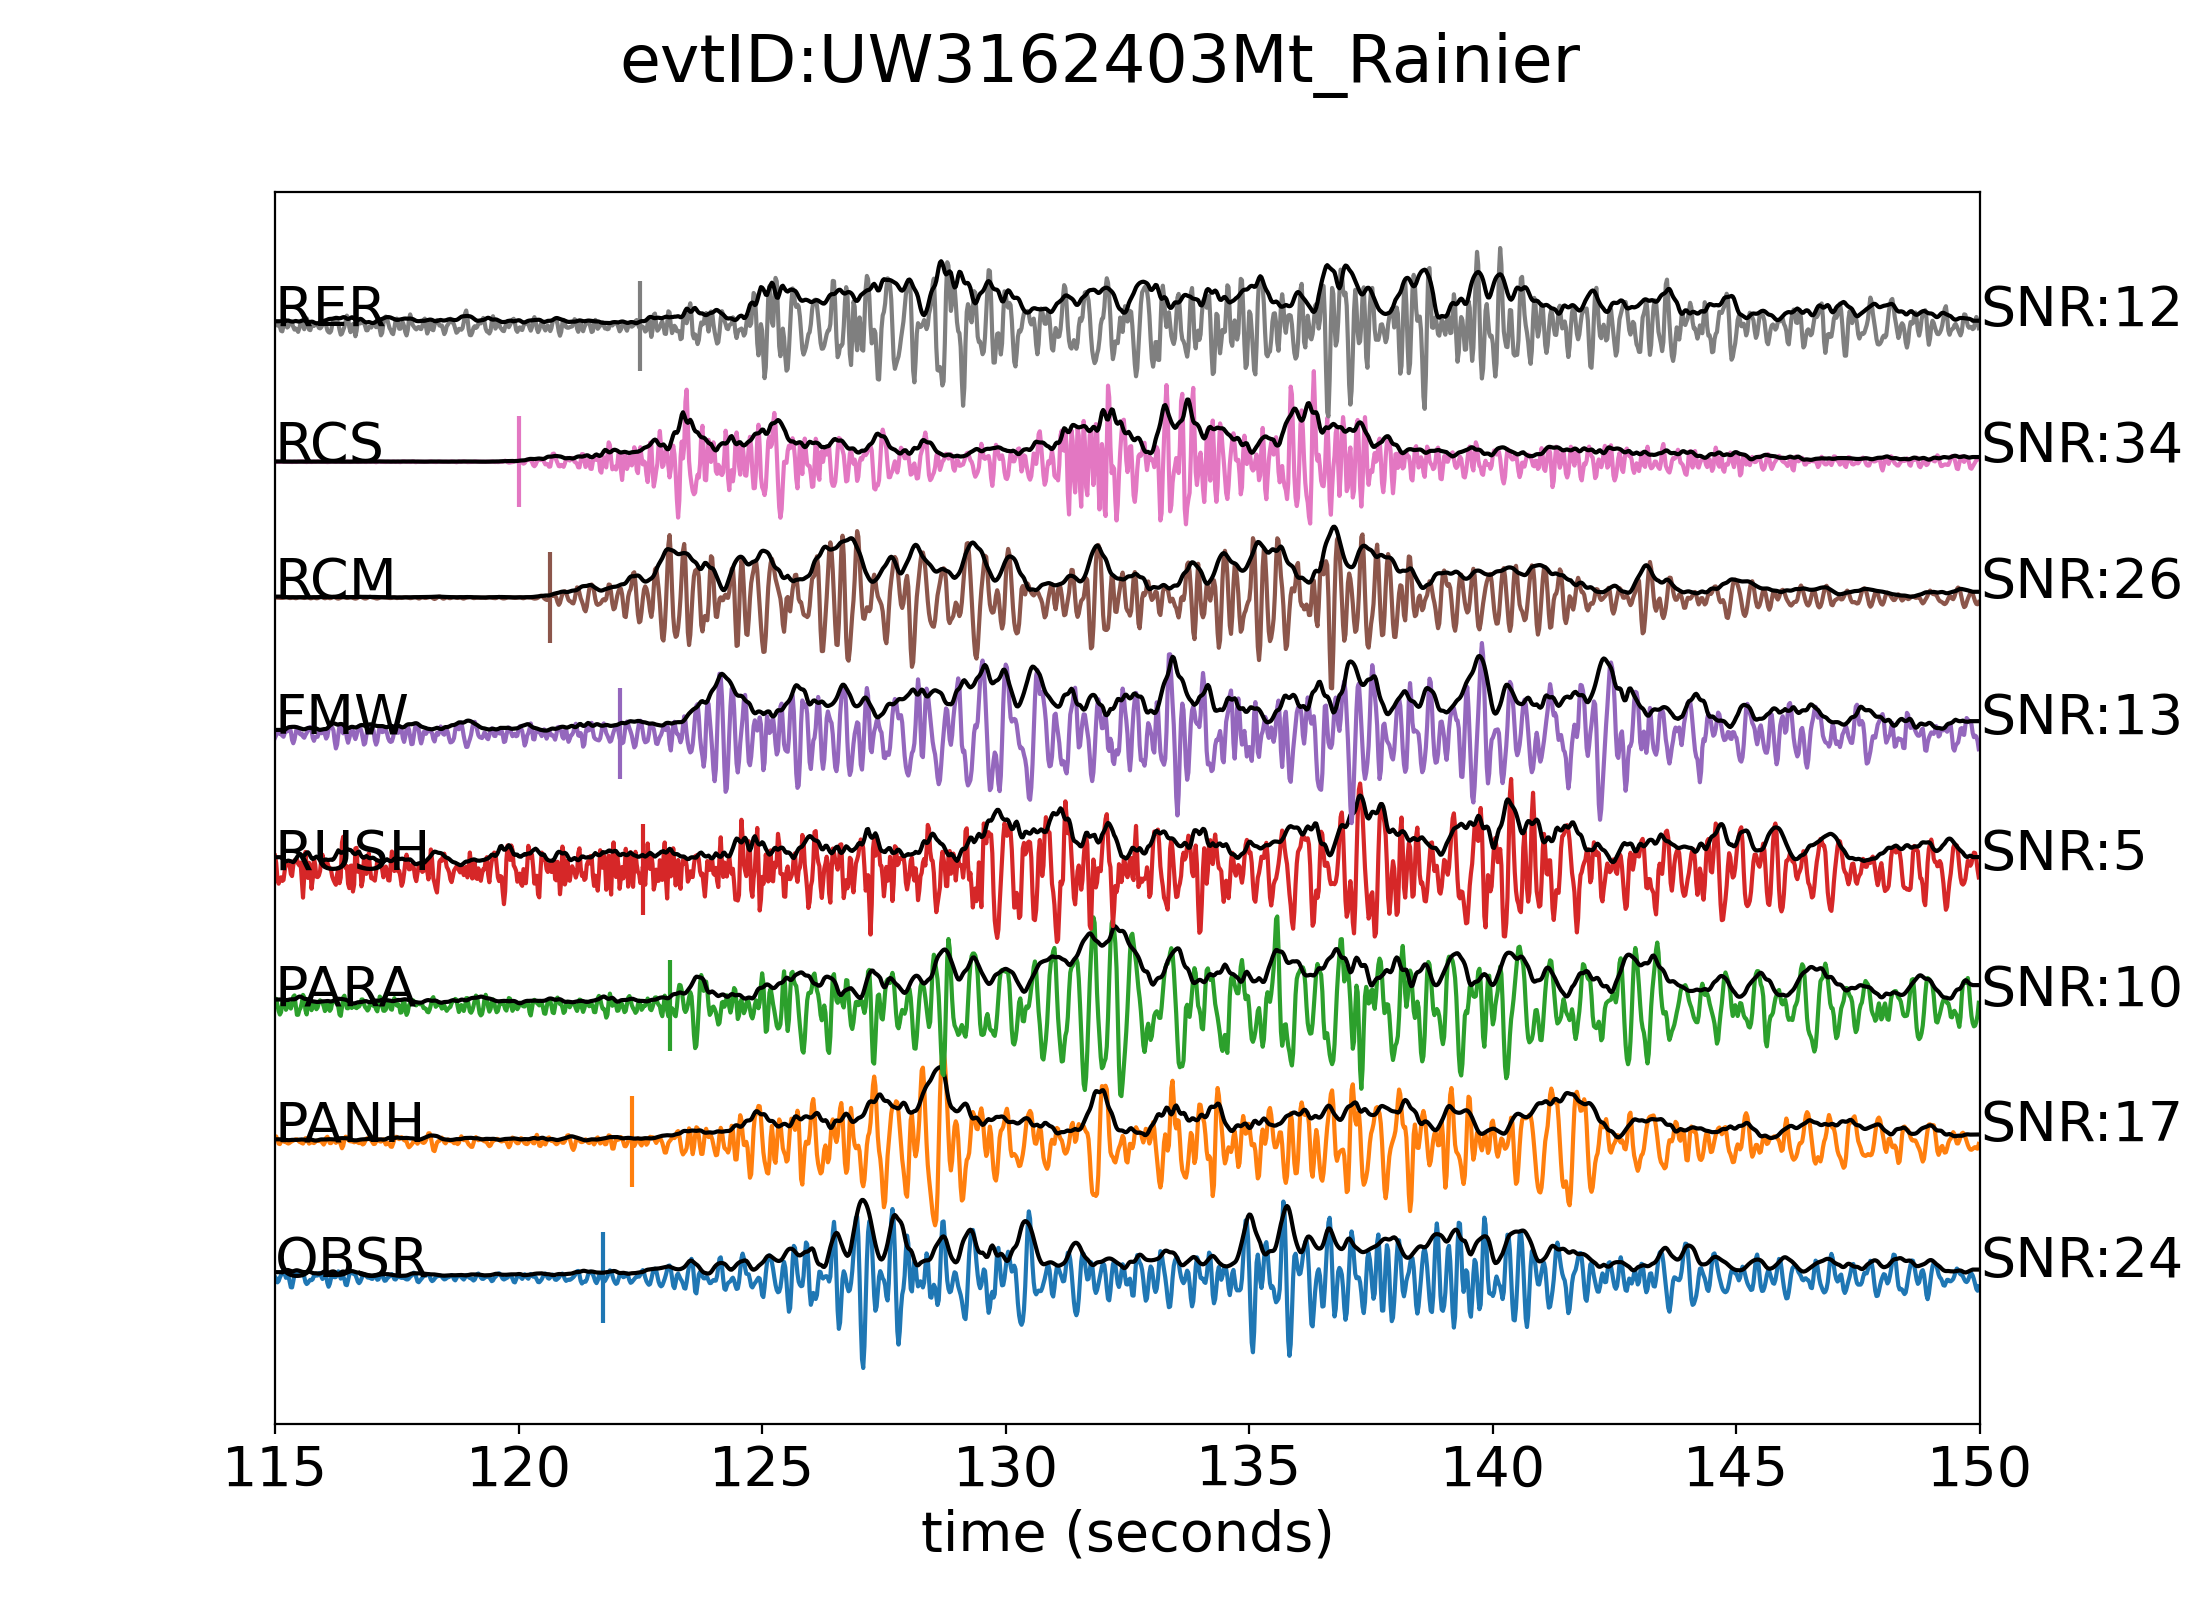 evtID:UW3162403Mt_Rainier
RER SNR:12
RCS SNR:34
RCM SNR:26
FMW SNR:13
RUSH SNR:5
PARA SNR:10
PANH SNR:17
OBSR SNR:24
115 120 125 130 135 140 145 150
time (seconds)